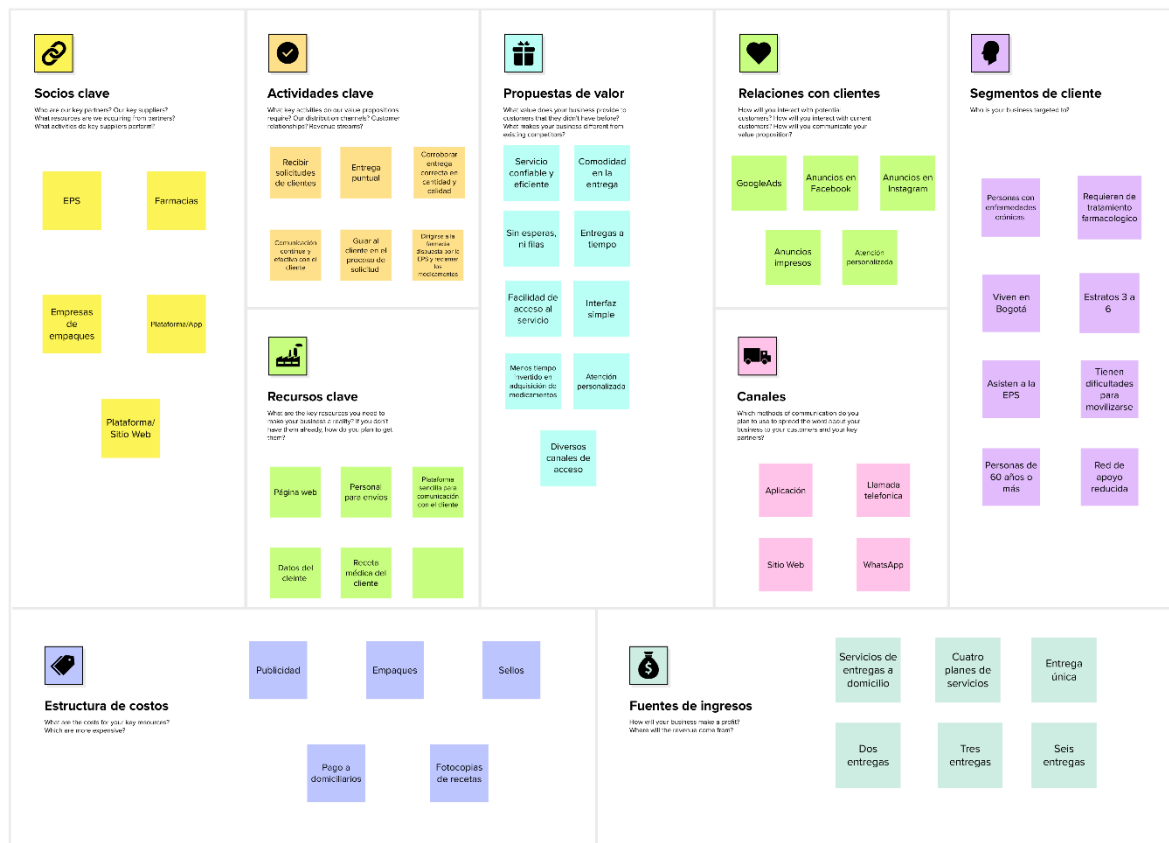 Socios clave
Who are our key partners? Our key suppliers?
What resources are we acquiring from partners?
What activities do key suppliers perform?
EPS
Farmacias
Empresas
de
empaques
Plataforma/App
Plataforma/
Sitio Web
Actividades clave
What key activities do our value propositions
require? Our distribution channels? Customer
relationships? Revenue streams?
Recibir
solicitudes
de clientes
Entrega
puntual
Corroborar
entrega
correcta en
cantidad y
calidad
Comunicación
continua y
efectiva con el
cliente
Guiar al
cliente en el
proceso de
solicitud
Dirigirse a la
farmacia
dispuesta por la
EPS y reclamar
los
medicamentos
Recursos clave
What are the key resources you need to
make your business a reality? If you don't
have them already, how do you plan to get
them?
Página web
Personal
para envíos
Plataforma
sencilla para
comunicación
con el cliente
Datos del
cleinte
Receta
médica del
cliente
Propuestas de valor
What value does your business provide to
customers that they didn't have before?
What makes your business different from
existing competitors?
Servicio
confiable y
eficiente
Comodidad
en la
entrega
Sin esperas,
ni filas
Entregas a
tiempo
Facilidad de
acceso al
servicio
Interfaz
simple
Menos tiempo
invertido en
adquisición de
medicamentos
Atención
personalizada
Diversos
canales de
acceso
Relaciones con clientes
How will you interact with potential
customers? How will you interact with current
customers? How will you communicate your
value proposition?
GoogleAds
Anuncios en
Facebook
Anuncios en
Instagram
Anuncios
impresos
Atención
personalizada
Canales
Which methods of communication do you
plan to use to spread the word about your
business to your customers and your key
partners?
Aplicación
Llamada
telefonica
Sitio Web
WhatsApp
Segmentos de cliente
Who is your business targeted to?
Personas con
enfermedades
crónicas
Requieren de
tratamiento
farmacologico
Viven en
Bogotá
Estratos 3 a
6
Asisten a la
EPS
Tienen
dificultades
para
movilizarse
Personas de
60 años o
más
Red de
apoyo
reducida
Estructura de costos
What are the costs for your key resources?
Which are more expensive?
Publicidad
Empaques
Sellos
Pago a
domiciliarios
Fotocopias
de recetas
Fuentes de ingresos
How will your business make a profit?
Where will the revenue come from?
Servicios de
entregas a
domicilio
Cuatro
planes de
servicios
Entrega
única
Dos
entregas
Tres
entregas
Seis
entregas